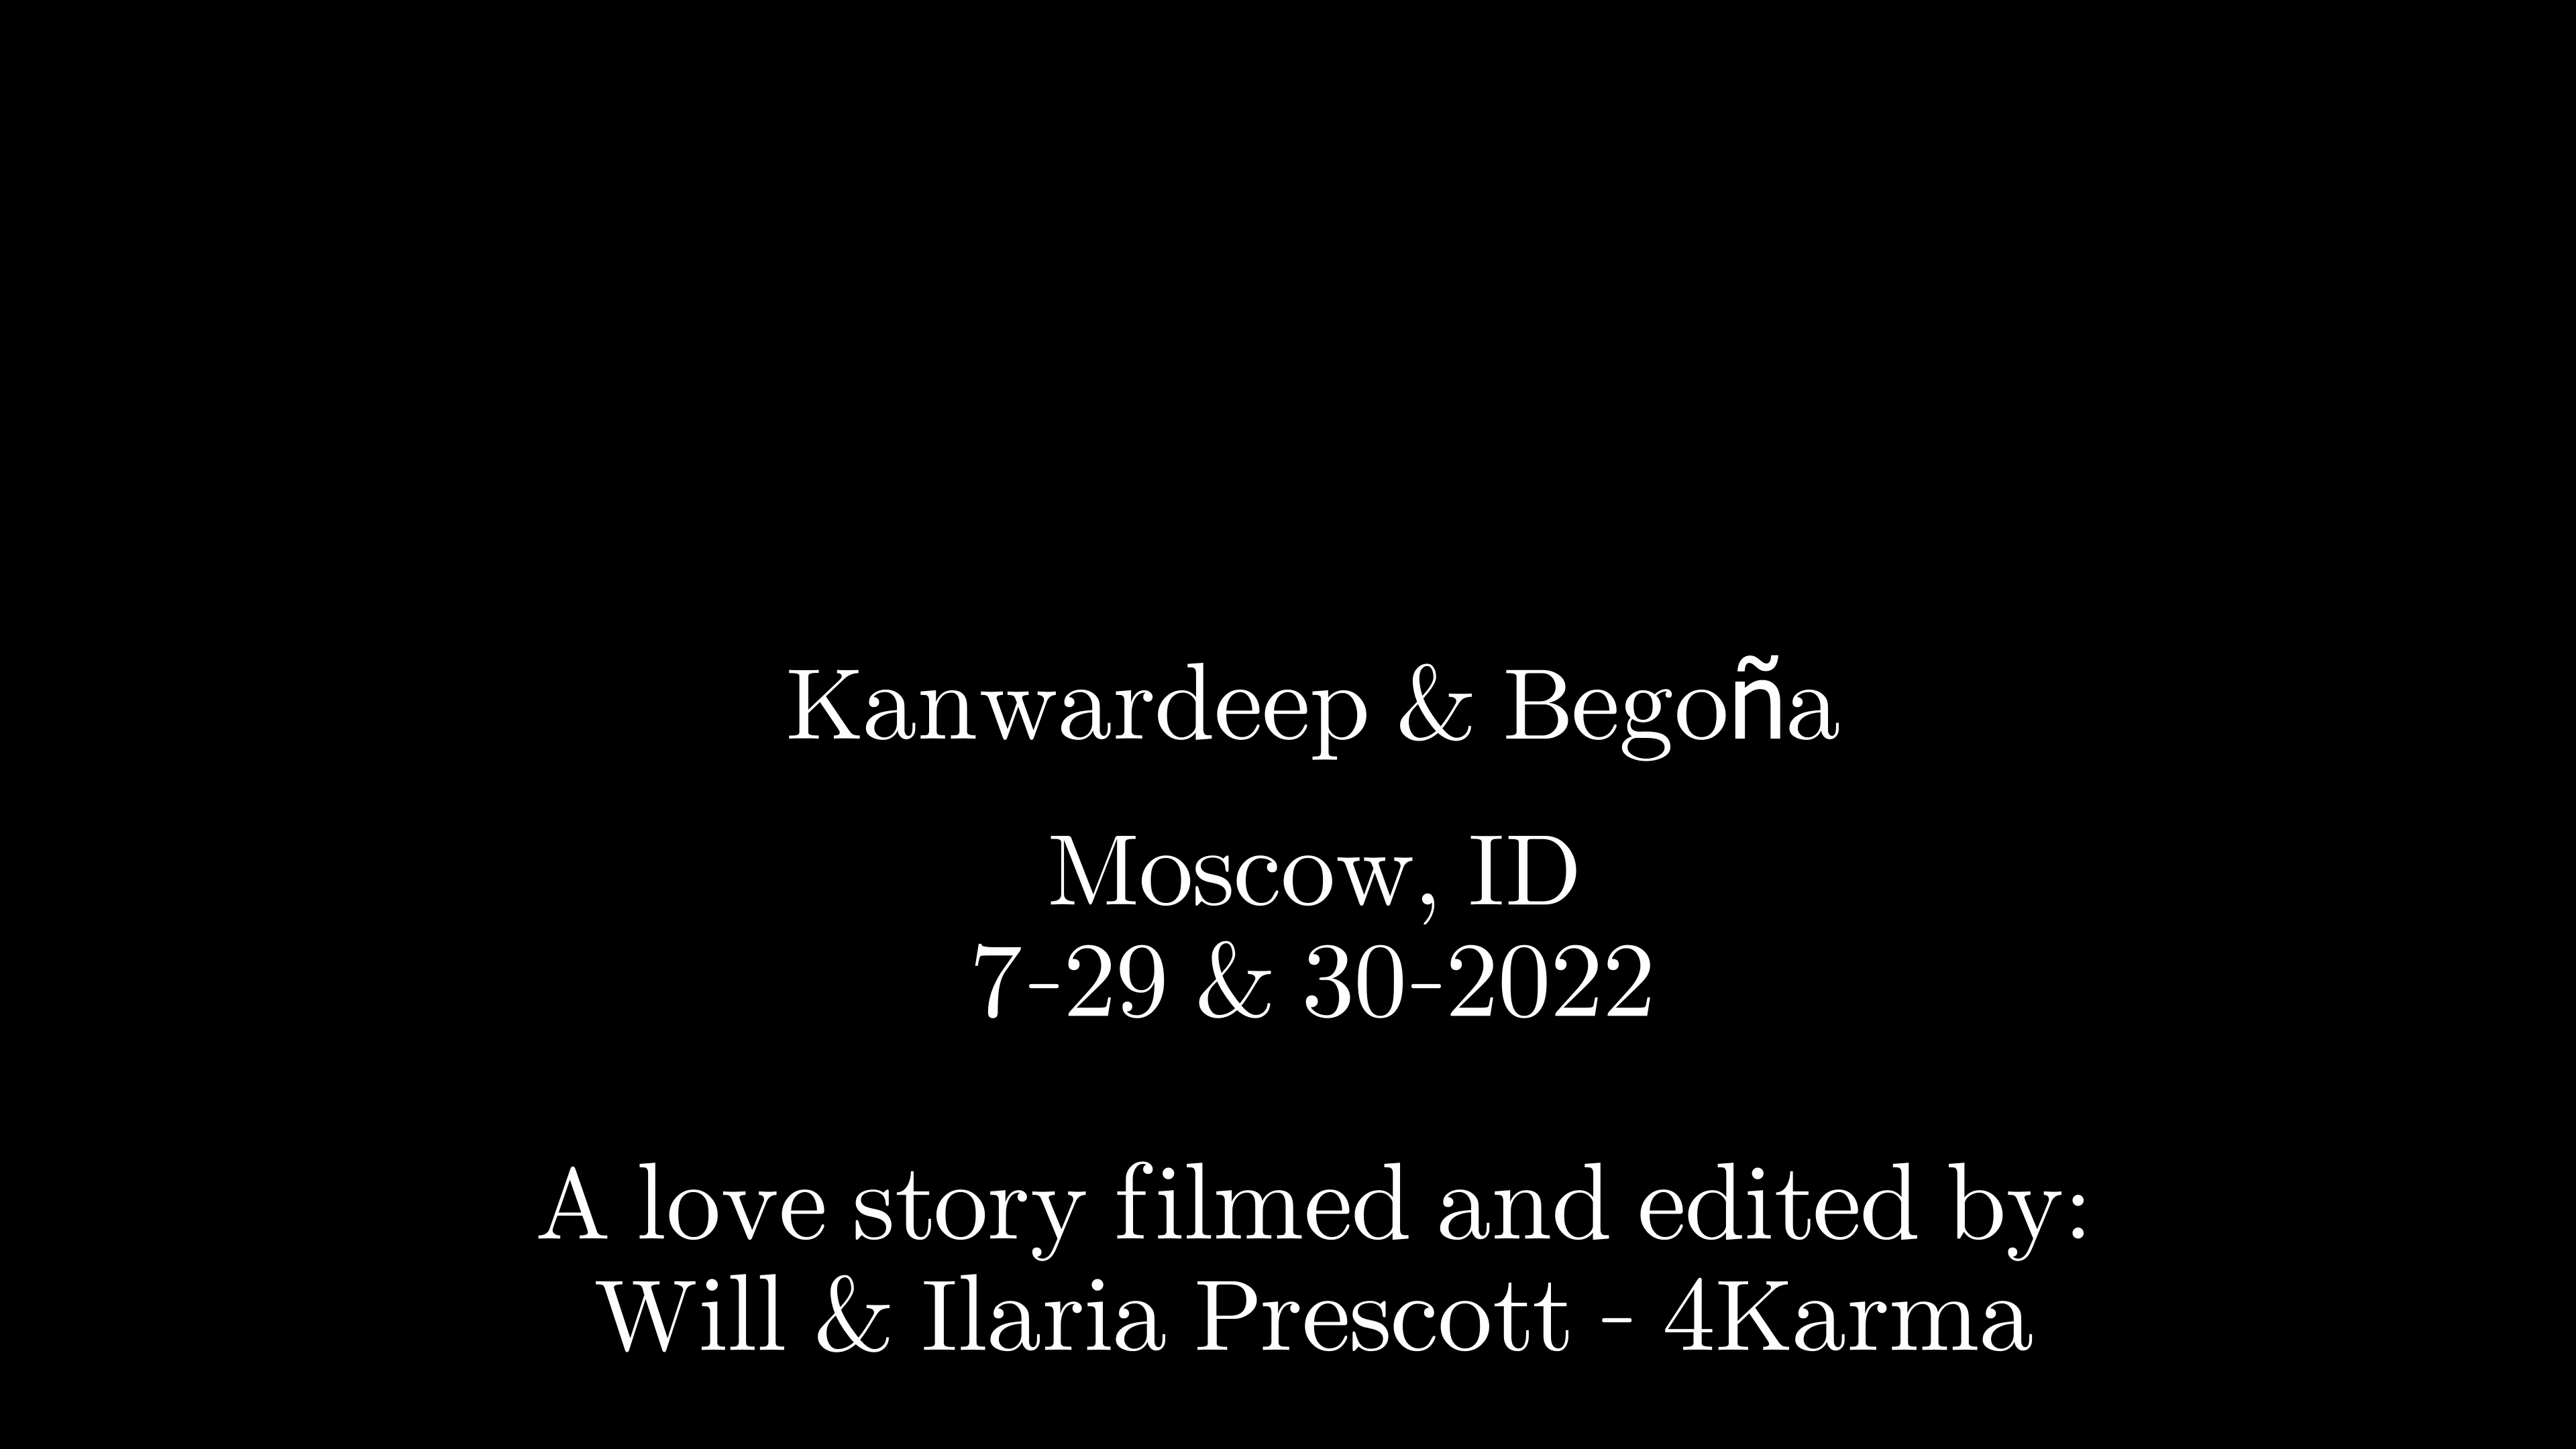 Kanwardeep & Begoña
Moscow, ID
7-29 & 30-2022
A love story filmed and edited by:
Will & Ilaria Prescott - 4Karma